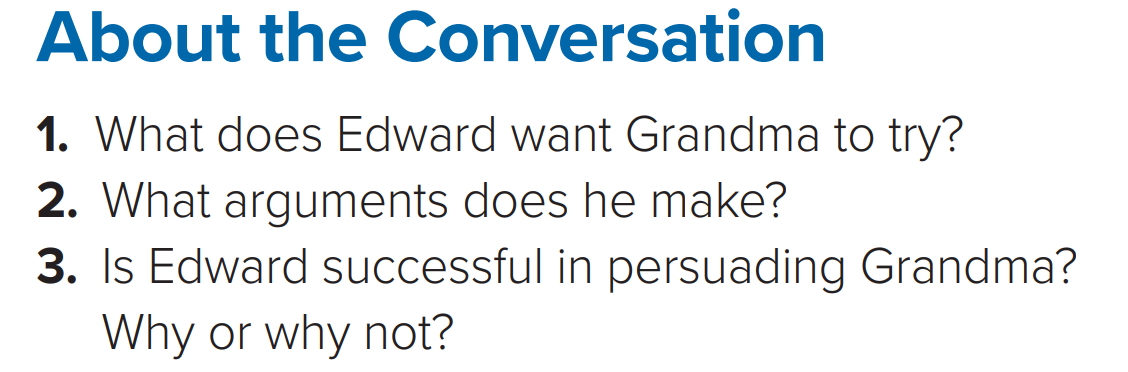 About the Conversation
1. What does Edward want Grandma to try?
2. What arguments does he make?
3. Is Edward successful in persuading Grandma?
Why or why not?